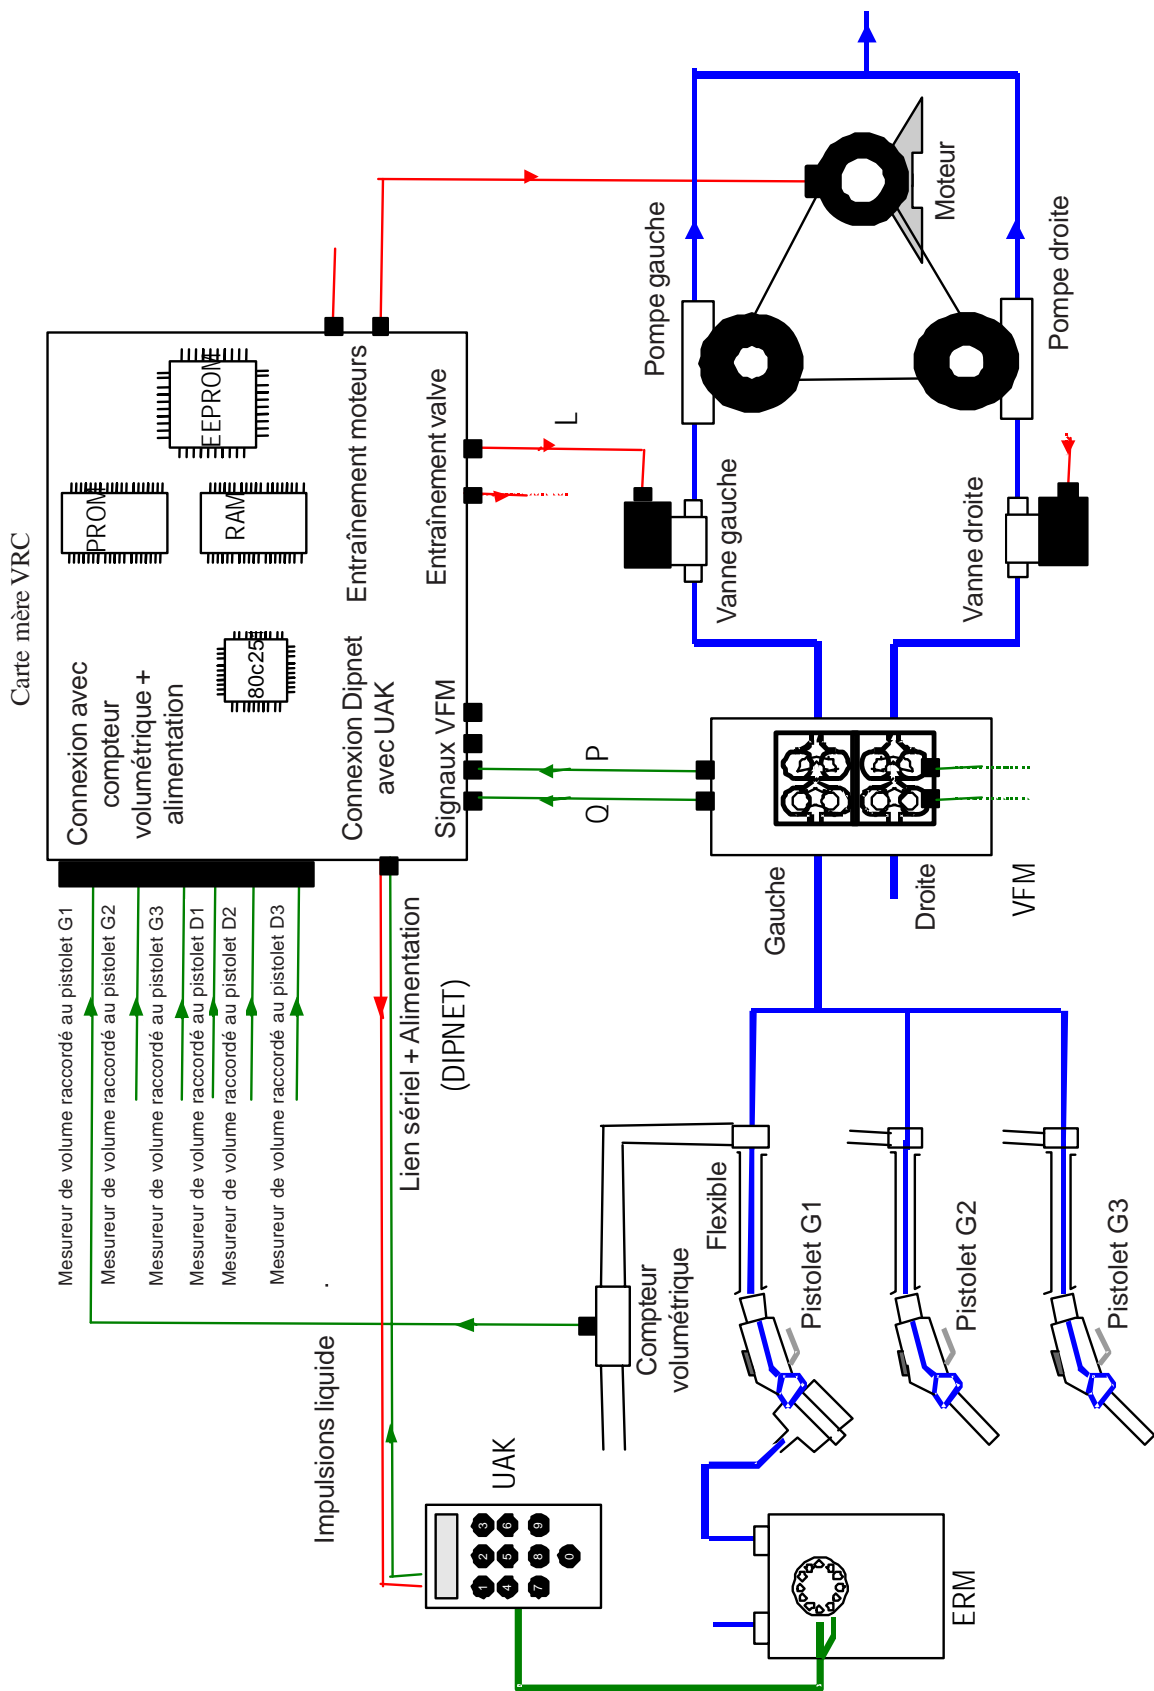 Carte mère VRC
Connexion avec
compteur
volumétrique +
alimentation
PROM
EEPROM
RAM
80c25
Connexion Dipnet
avec UAK
Entraînement moteurs
Signaux VFM
Entraînement valve
Mesureur de volume raccordé au pistolet G1
Mesureur de volume raccordé au pistolet G2
Mesureur de volume raccordé au pistolet G3
Mesureur de volume raccordé au pistolet D1
Mesureur de volume raccordé au pistolet D2
Mesureur de volume raccordé au pistolet D3
.
Impulsions liquide
Lien sériel + Alimentation
(DIPNET)
UAK
1 2 3
4 5 6
7 8 9
0
Q
P
L
Compteur
volumétrique
Flexible
Gauche
Vanne gauche
Pompe gauche
Pistolet G1
Droite
Moteur
Pistolet G2
Vanne droite
Pompe droite
ERM
VFM
Pistolet G3